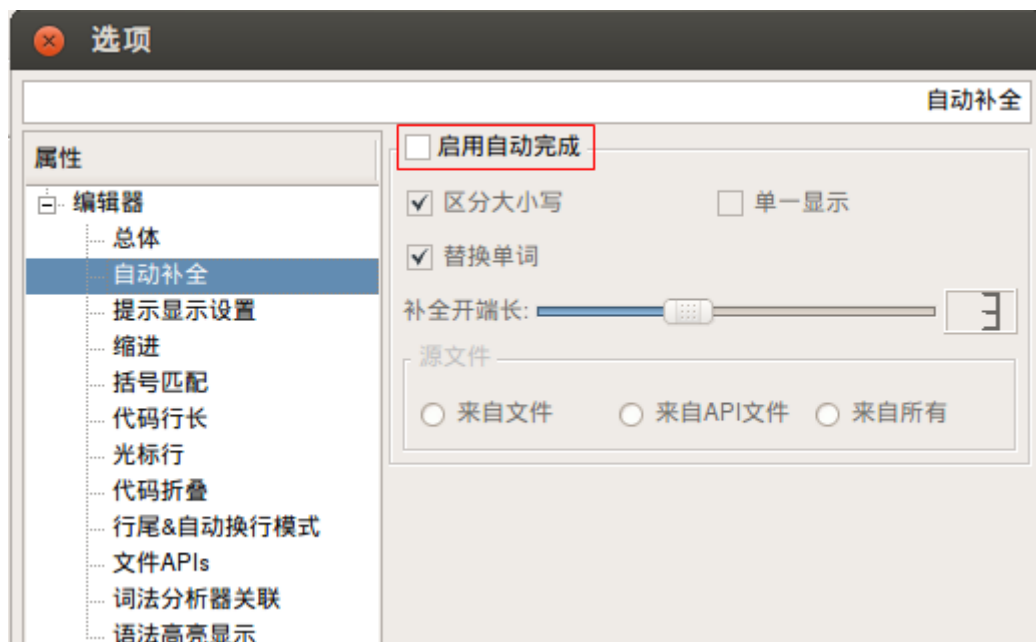 选项
自动补全
属性
编辑器
总体
自动补全
提示显示设置
缩进
括号匹配
代码行长
光标行
代码折叠
行尾&自动换行模式
文件APIs
词法分析器关联
语法高亮显示
启用自动完成
区分大小写 单一显示
替换单词
补全开端长: 3
源文件
来自文件 来自API文件 来自所有